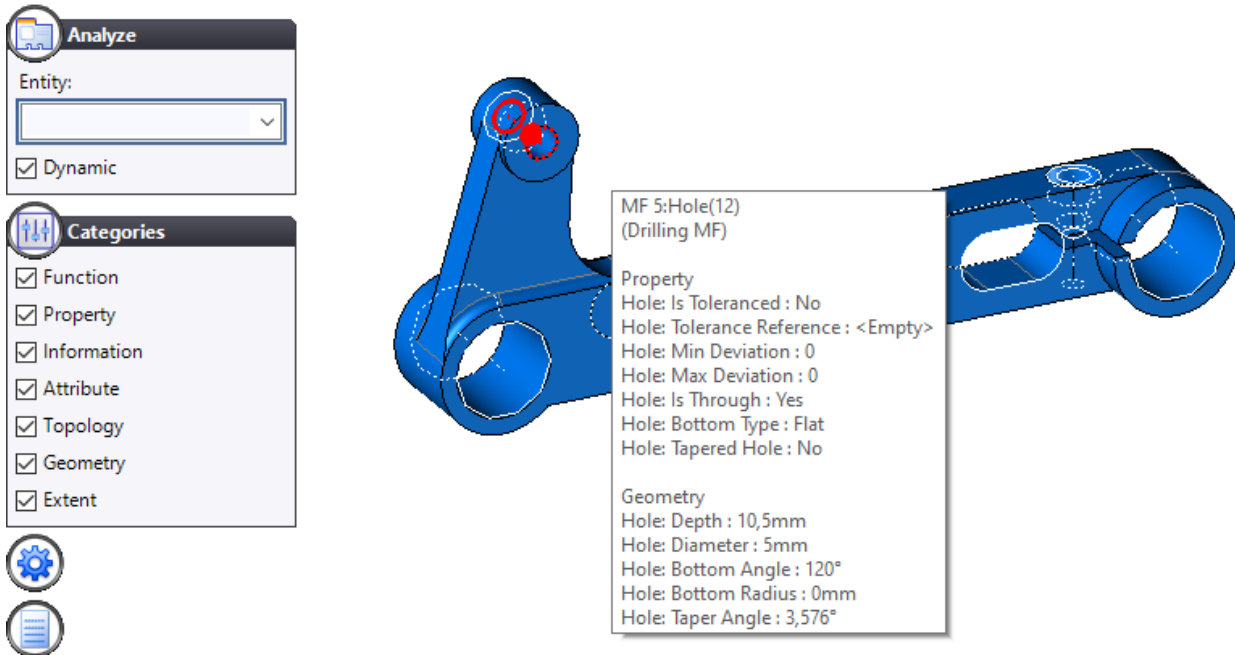 Analyze
Entity:
Dynamic
Categories
Function
Property
Information
Attribute
Topology
Geometry
Extent
MF 5:Hole(12)
(Drilling MF)
Property
Hole: Is Toleranced : No
Hole: Tolerance Reference : <Empty>
Hole: Min Deviation : 0
Hole: Max Deviation : 0
Hole: Is Through : Yes
Hole: Bottom Type : Flat
Hole: Tapered Hole : No
Geometry
Hole: Depth : 10,5mm
Hole: Diameter : 5mm
Hole: Bottom Angle : 120°
Hole: Bottom Radius : 0mm
Hole: Taper Angle : 3,576°